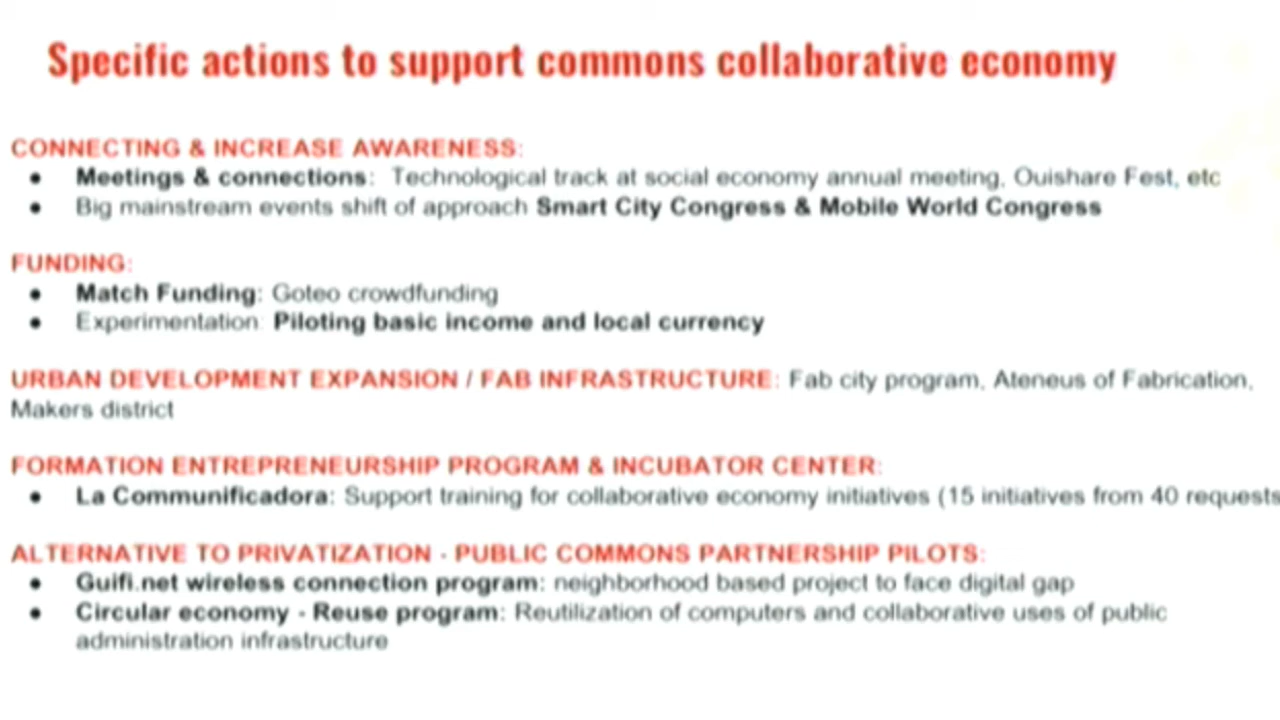 Specific actions to support commons collaborative economy
CONNECTING & INCREASE AWARENESS:
● Meetings & connections: Technological track at social economy annual meeting, Ouishare Fest, etc
● Big mainstream events shift of approach Smart City Congress & Mobile World Congress
FUNDING:
● Match Funding: Goteo crowdfunding
● Experimentation: Piloting basic income and local currency
URBAN DEVELOPMENT EXPANSION / FAB INFRASTRUCTURE: Fab city program, Ateneus of Fabrication,
Makers district
FORMATION ENTREPRENEURSHIP PROGRAM & INCUBATOR CENTER:
● La Communificadora: Support training for collaborative economy initiatives (15 initiatives from 40 requests
ALTERNATIVE TO PRIVATIZATION - PUBLIC COMMONS PARTNERSHIP PILOTS:
● Guifi.net wireless connection program: neighborhood based project to face digital gap
● Circular economy - Reuse program: Reutilization of computers and collaborative uses of public
administration infrastructure